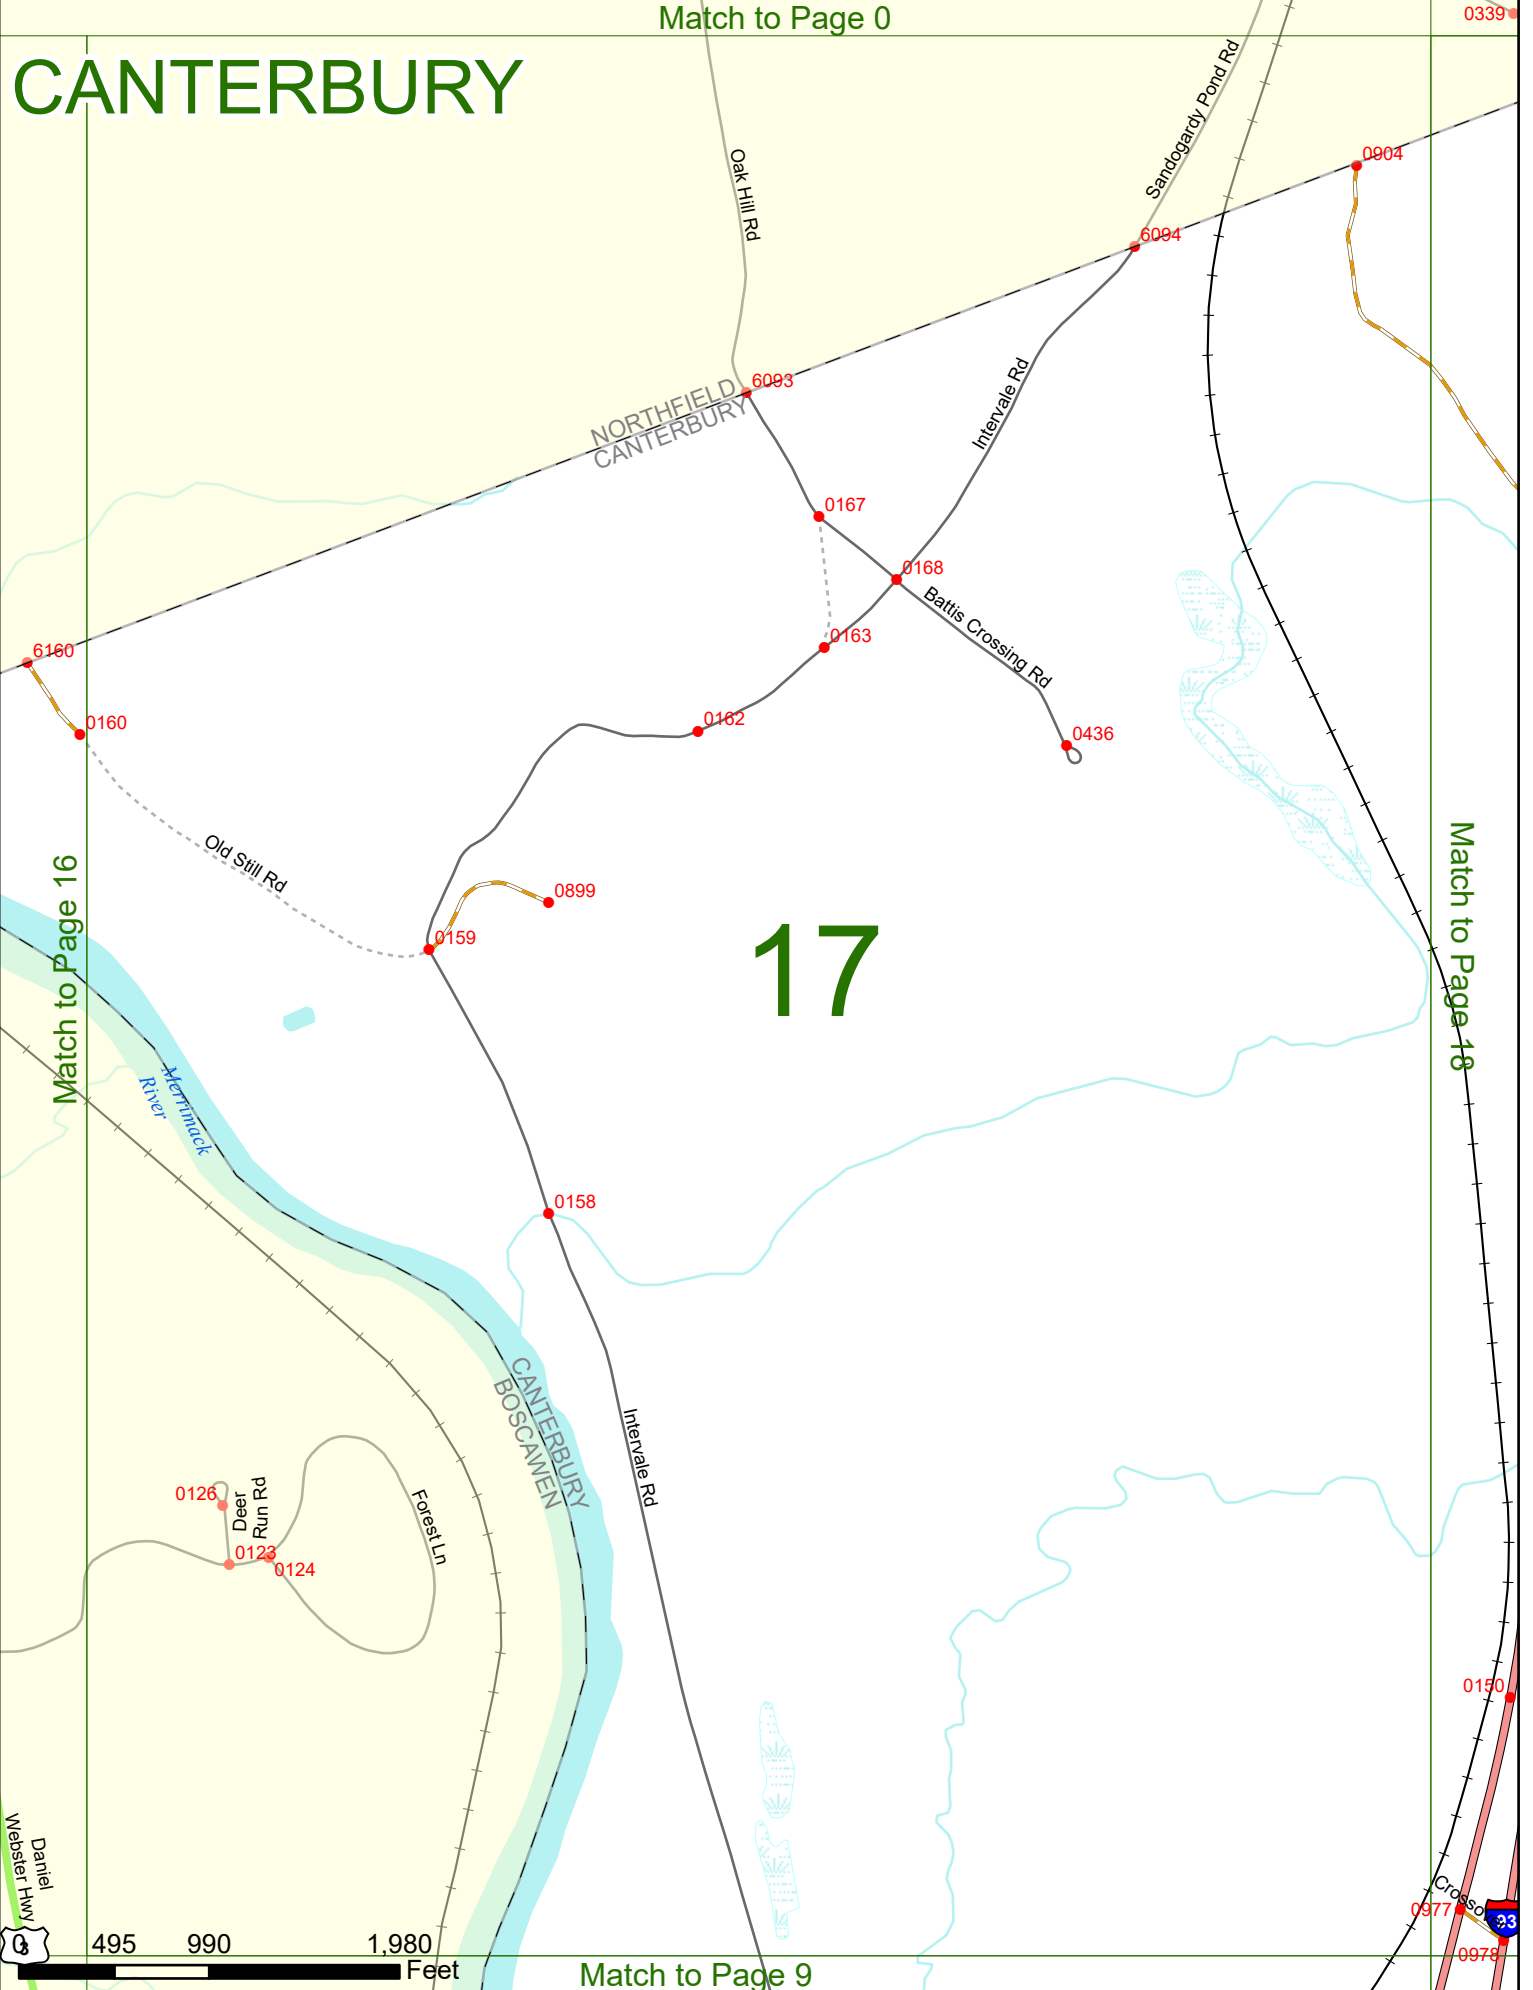 Match to Page 0
0339
CANTERBURY
Sandogardy Pond Rd
Oak Hill Rd
0904
6094
6093
NORTHFIELD
CANTERBURY
Intervale Rd
0167
0168
Battis Crossing Rd
0163
6160
0160
0162
0436
Old Still Rd
0899
0159
17
Match to Page 16
Match to Page 18
Merrimack
River
0158
CANTERBURY
BOSCAWEN
Intervale Rd
0126
Deer
Run Rd
Forest Ln
0123
0124
0150
Daniel
Webster Hwy
Crossover
0977
93
0978
3
0 495 990 1,980
Feet
Match to Page 9